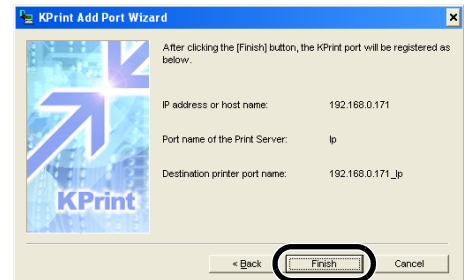 KPrint Add Port Wizard
After clicking the [Finish] button, the KPrint port will be registered as
below.
IP address or host name: 192.168.0.171
Port name of the Print Server: lp
Destination printer port name: 192.168.0.171_lp
KPrint
< Back Finish Cancel